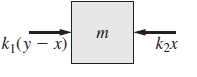 k₁(y − x)
m
k₂x